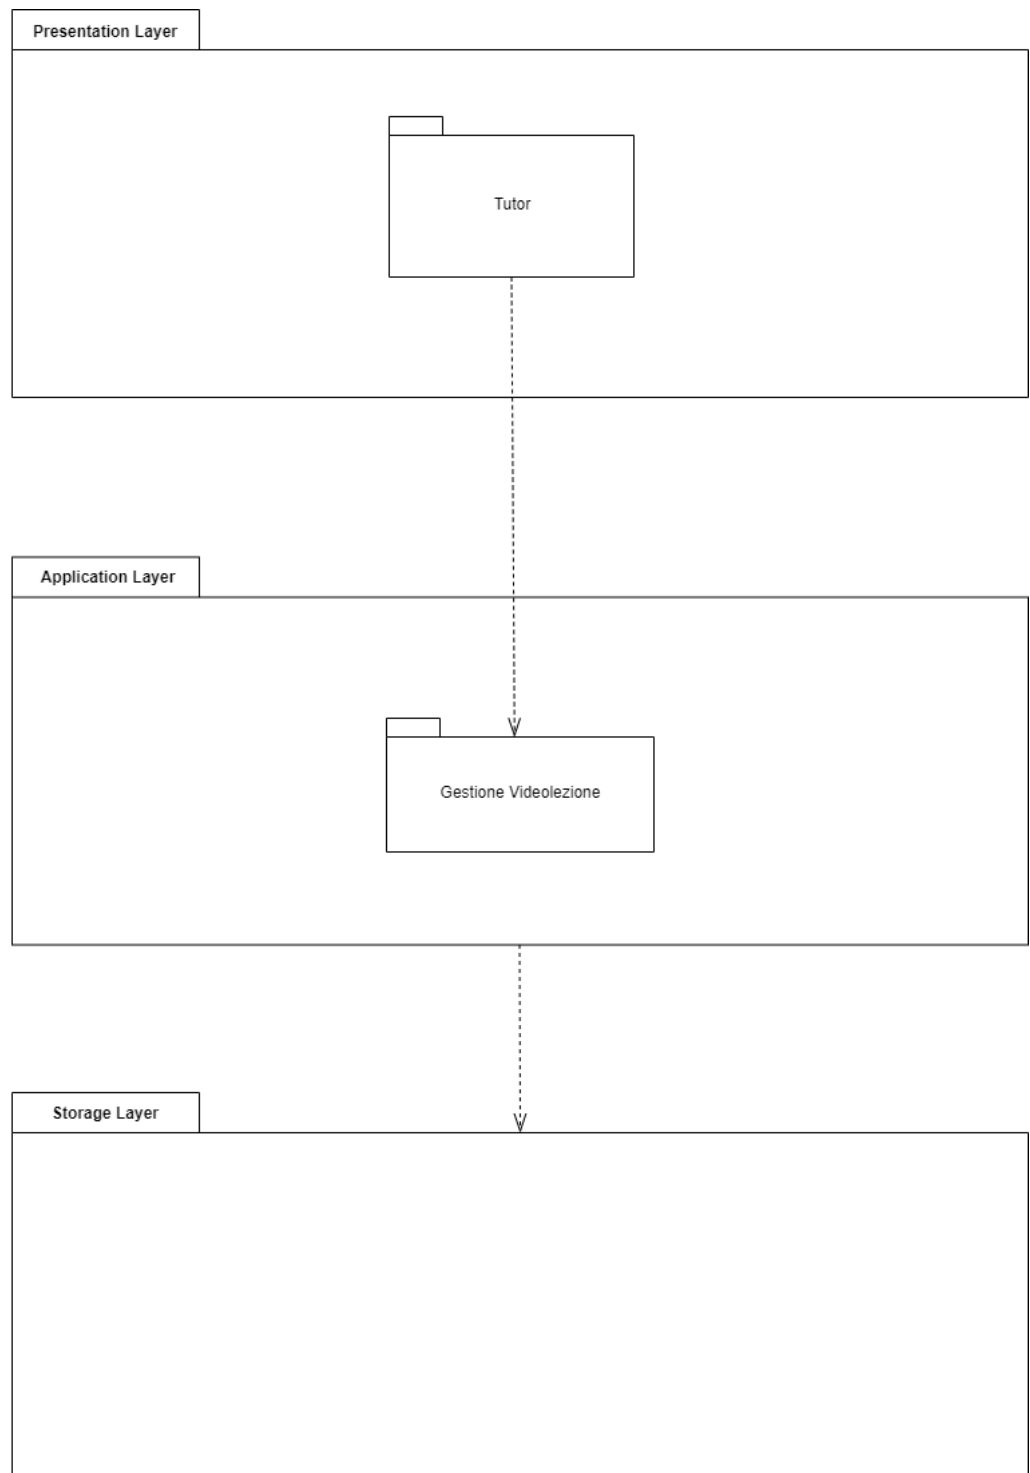 Presentation Layer
Tutor
Application Layer
Gestione Videolezione
Storage Layer